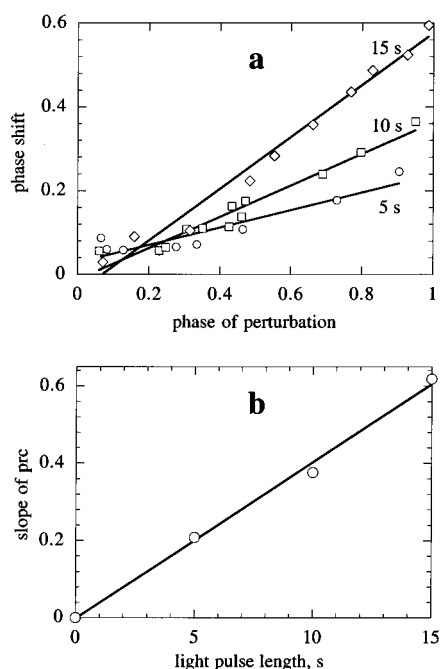 0.6
0.4
0.2
0
a
15 s
10 s
5 s
phase shift
0
0.2
0.4
0.6
0.8
1
phase of perturbation
0.6
0.4
0.2
0
b
slope of prc
0
5
10
15
light pulse length, s